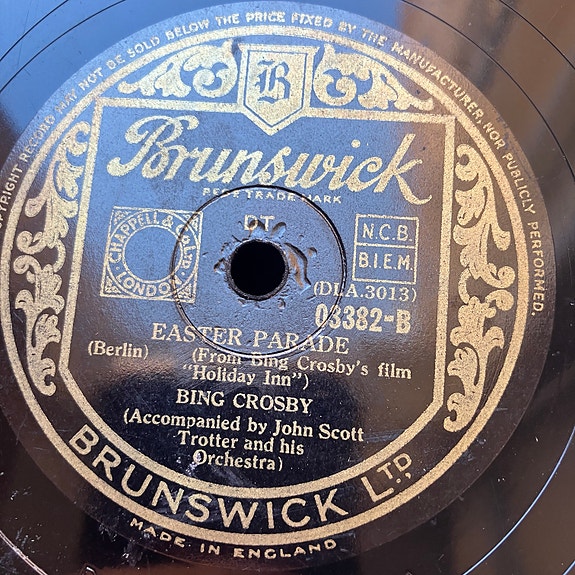 COPYRIGHT RECORD MAY NOT BE SOLD BELOW THE PRICE FIXED BY THE MANUFACTURER, NOR PUBLICLY PERFORMED.
B
Brunswick
REGD TRADE MARK
DT
CHAPPELL & CO LTD
LONDON
N.C.B.
B.I.E.M.
(DLA.3013)
03382-B
EASTER PARADE
(Berlin) (From Bing Crosby's film
"Holiday Inn")
BING CROSBY
(Accompanied by John Scott
Trotter and his
Orchestra)
BRUNSWICK LTD.,
MADE IN ENGLAND